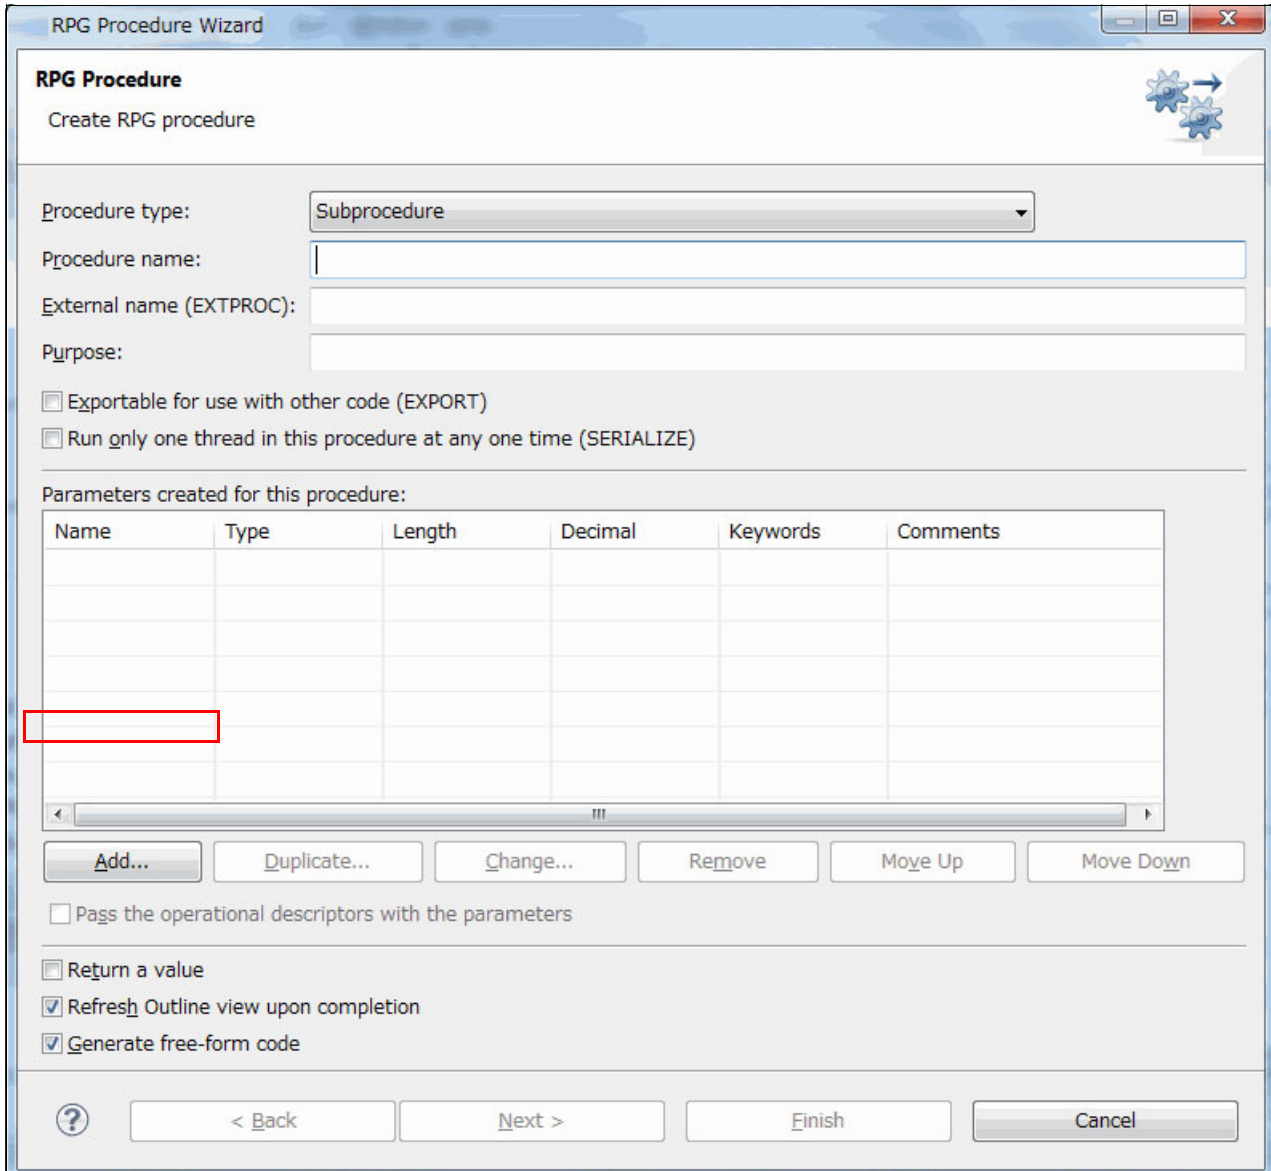 RPG Procedure Wizard
RPG Procedure
Create RPG procedure
Procedure type: Subprocedure
Procedure name:
External name (EXTPROC):
Purpose:
Exportable for use with other code (EXPORT)
Run only one thread in this procedure at any one time (SERIALIZE)
Parameters created for this procedure:
Name Type Length Decimal Keywords Comments
Add... Duplicate... Change... Remove Move Up Move Down
Pass the operational descriptors with the parameters
Return a value
Refresh Outline view upon completion
Generate free-form code
? < Back Next > Finish Cancel